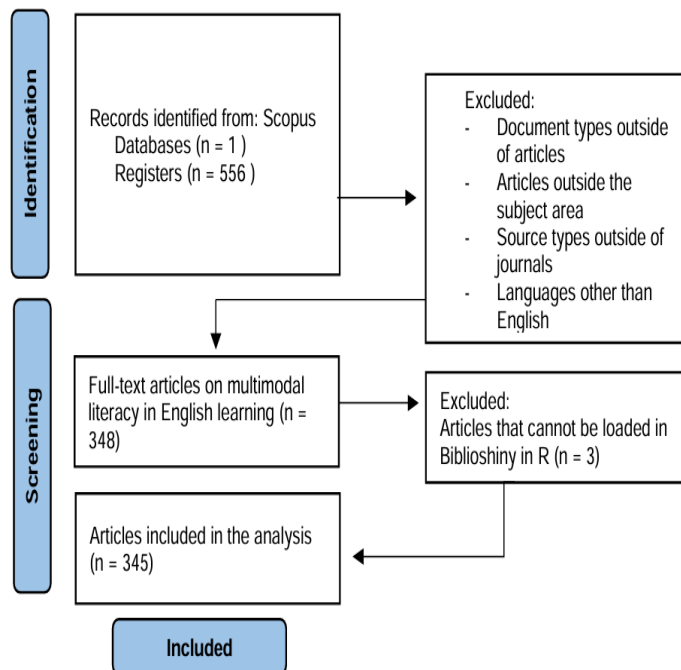 Identification
Records identified from: Scopus
Databases (n = 1 )
Registers (n = 556 )
Excluded:
- Document types outside
of articles
- Articles outside the
subject area
- Source types outside of
journals
- Languages other than
English
Screening
Full-text articles on multimodal
literacy in English learning (n =
348)
Excluded:
Articles that cannot be loaded in
Biblioshiny in R (n = 3)
Articles included in the analysis
(n = 345)
Included